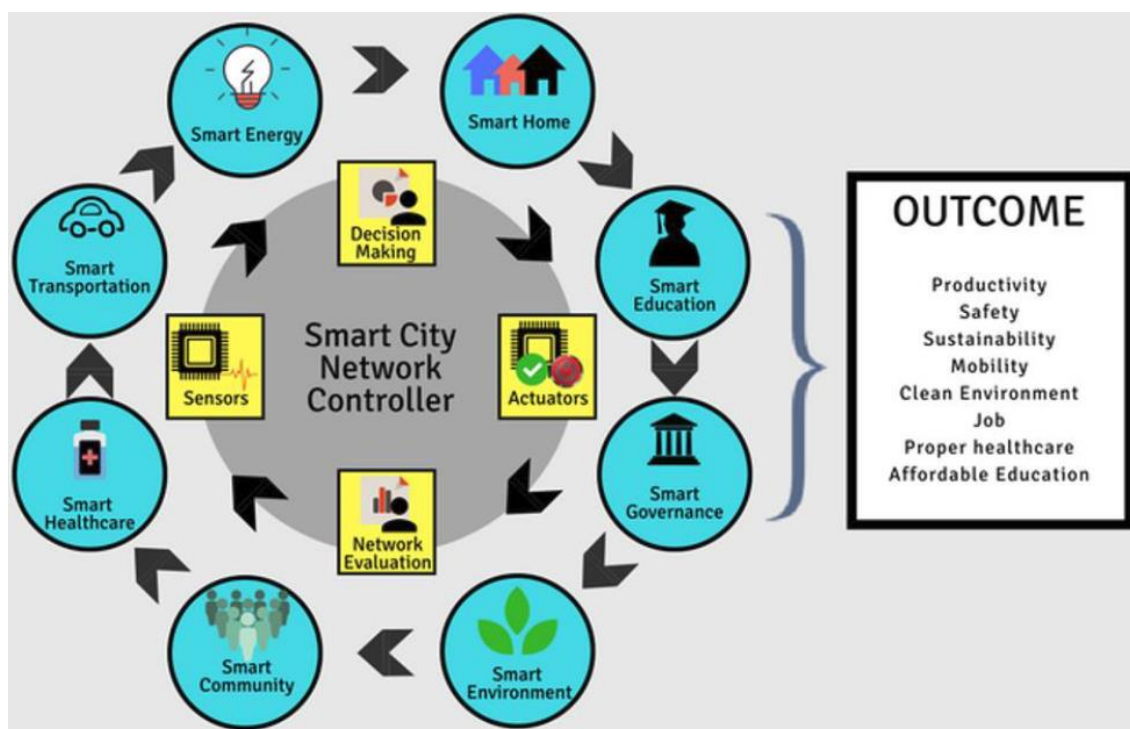 Smart Energy
Smart Home
Smart
Transportation
Decision
Making
Smart
Education
Sensors
Smart City
Network
Controller
Actuators
Smart
Healthcare
Network
Evaluation
Smart
Governance
Smart
Community
Smart
Environment
OUTCOME
Productivity
Safety
Sustainability
Mobility
Clean Environment
Job
Proper healthcare
Affordable Education